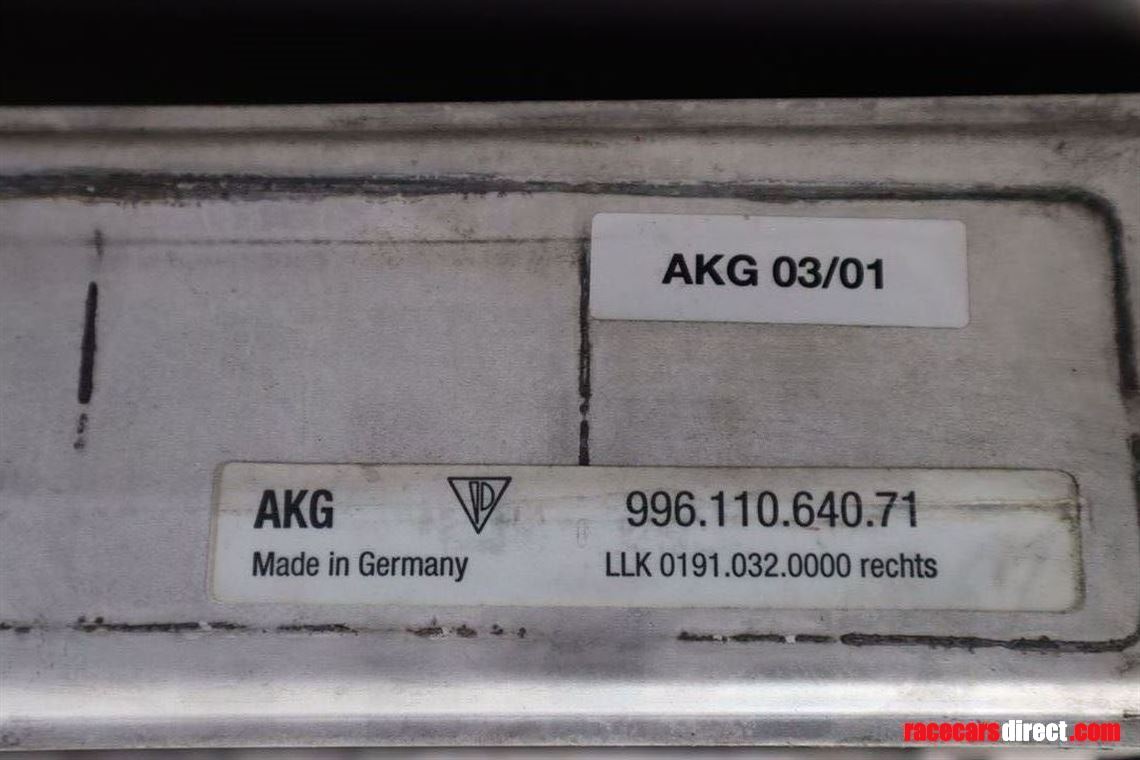 AKG 03/01
AKG 996.110.640.71
Made in Germany LLK 0191.032.0000 rechts
racecarsdirect.com